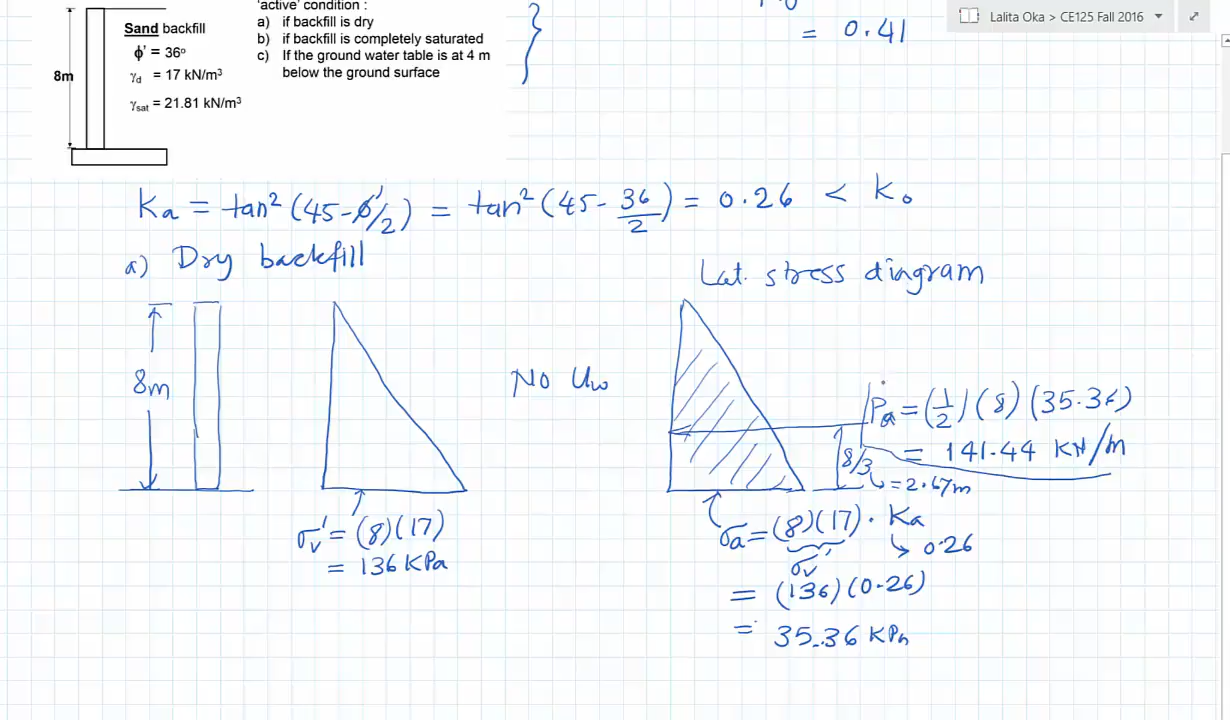 'active' condition :
a) if backfill is dry
b) if backfill is completely saturated
c) If the ground water table is at 4 m
below the ground surface
Sand backfill
ϕ' = 36°
8m
γd = 17 kN/m³
γsat = 21.81 kN/m³
= 0.41
Lalita Oka > CE125 Fall 2016
Ka = tan² (45-ϕ'/2) = tan² (45 - 36/2) = 0.26 < Ko
a) Dry backfill
Lat. stress diagram
8m
No Uw
Pa = (1/2) (8) (35.36)
= 141.44 KN/m
8/3
= 2.67m
σv' = (8)(17)
= 136 KPa
σa = (8)(17) · Ka
σv'
0.26
= (136)(0.26)
= 35.36 KPa